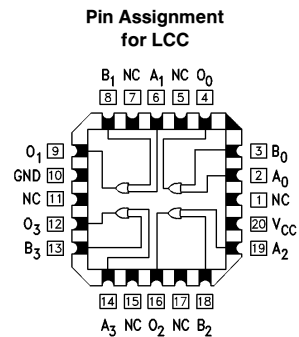 Pin Assignment
for LCC
B1 NC A1 NC O0
8 7 6 5 4
O1 9
GND 10
NC 11
O3 12
B3 13
3 B0
2 A0
1 NC
20 VCC
19 A2
14 15 16 17 18
A3 NC O2 NC B2